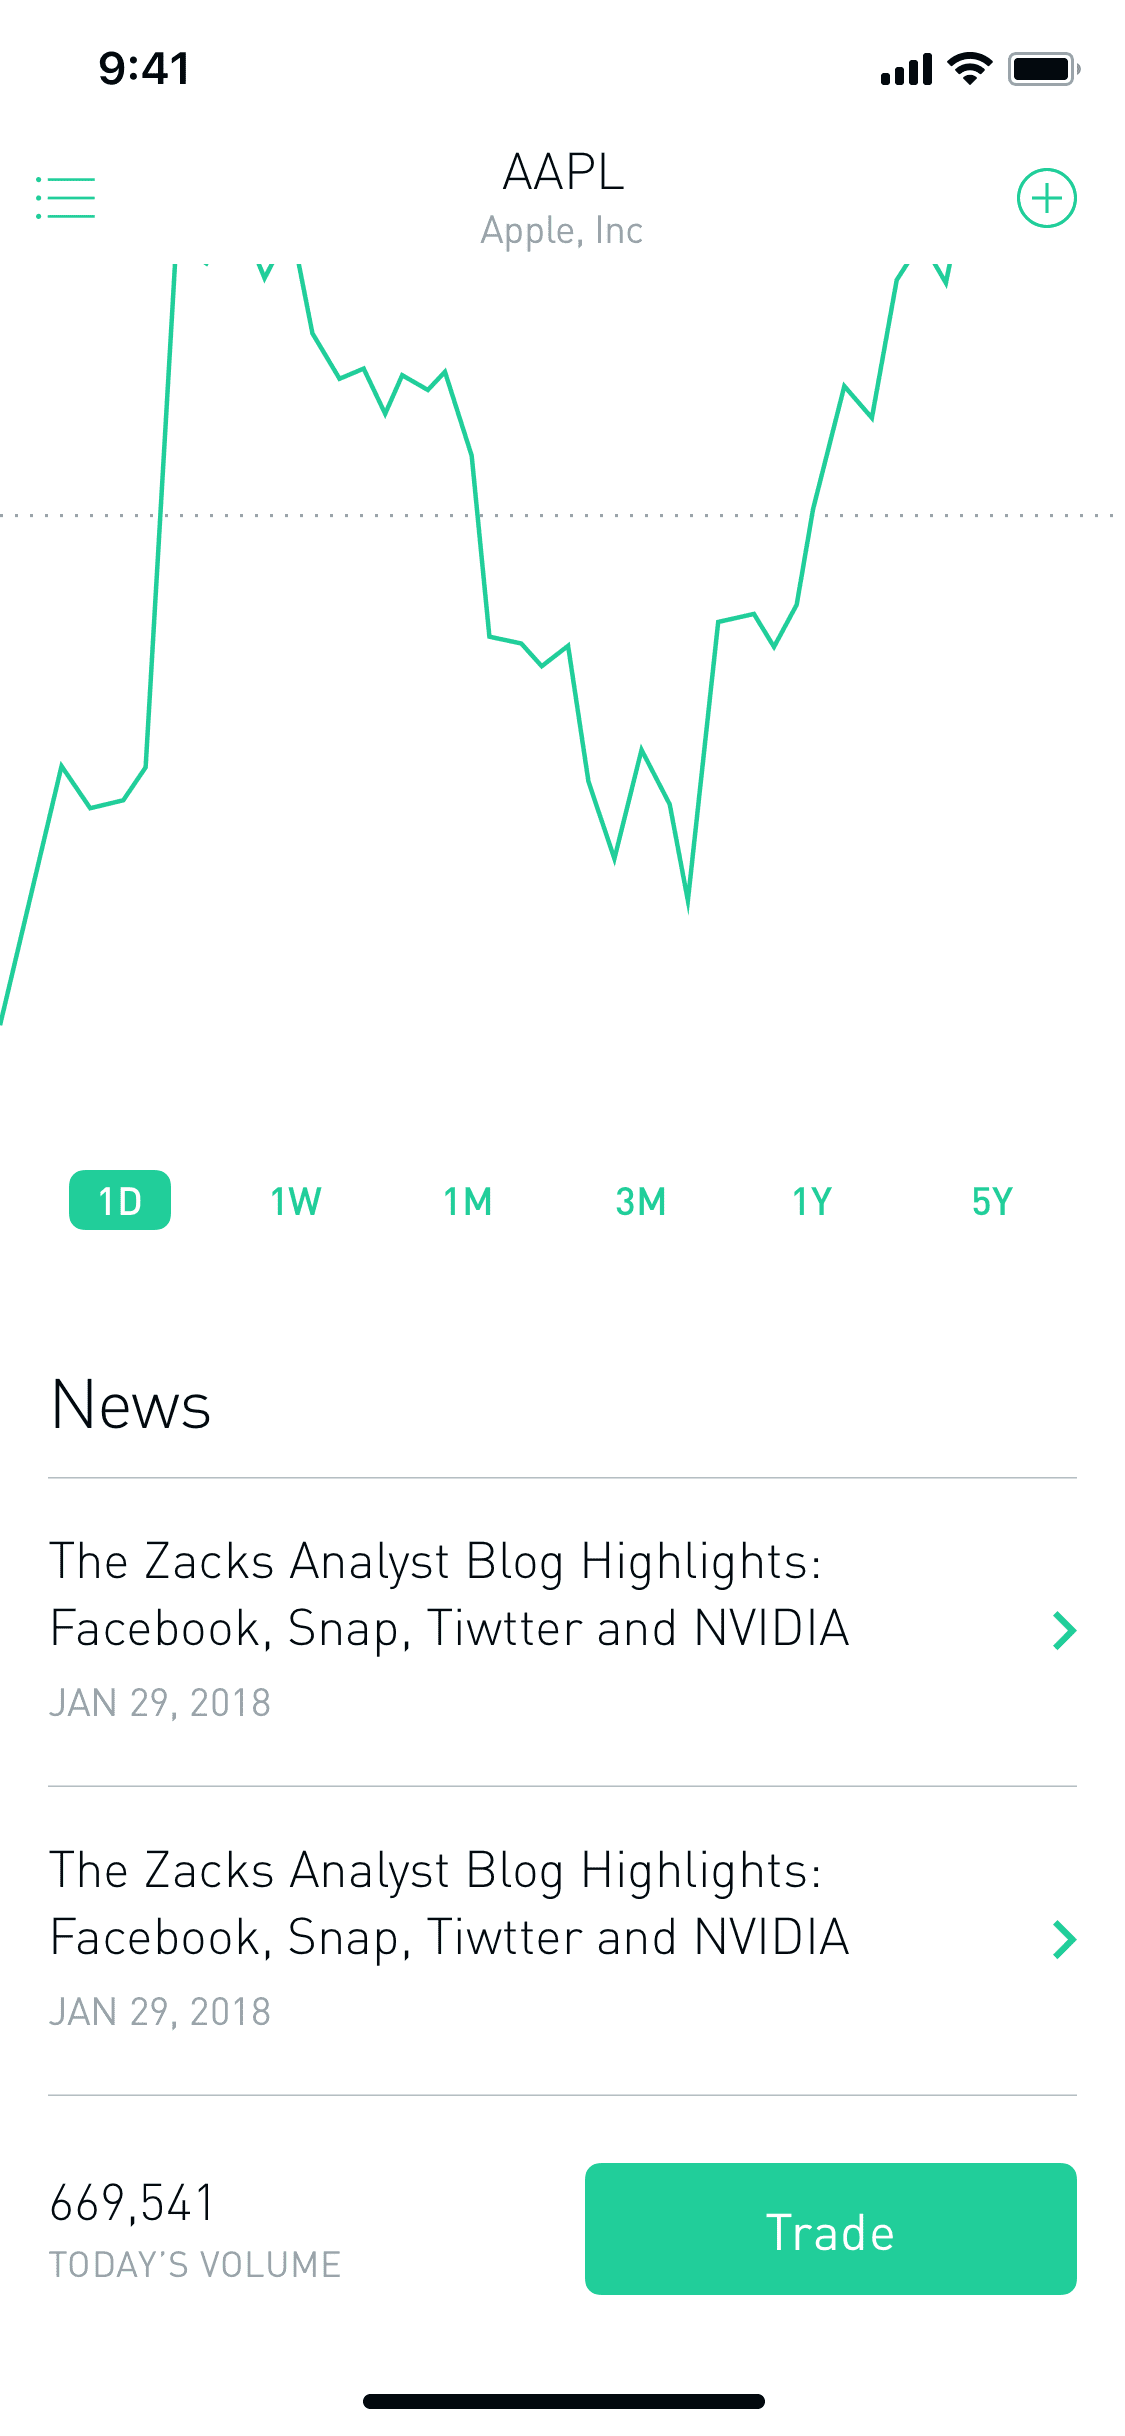 9:41
AAPL
Apple, Inc
1D 1W 1M 3M 1Y 5Y
News
The Zacks Analyst Blog Highlights:
Facebook, Snap, Tiwtter and NVIDIA
JAN 29, 2018
The Zacks Analyst Blog Highlights:
Facebook, Snap, Tiwtter and NVIDIA
JAN 29, 2018
669,541
TODAY’S VOLUME
Trade